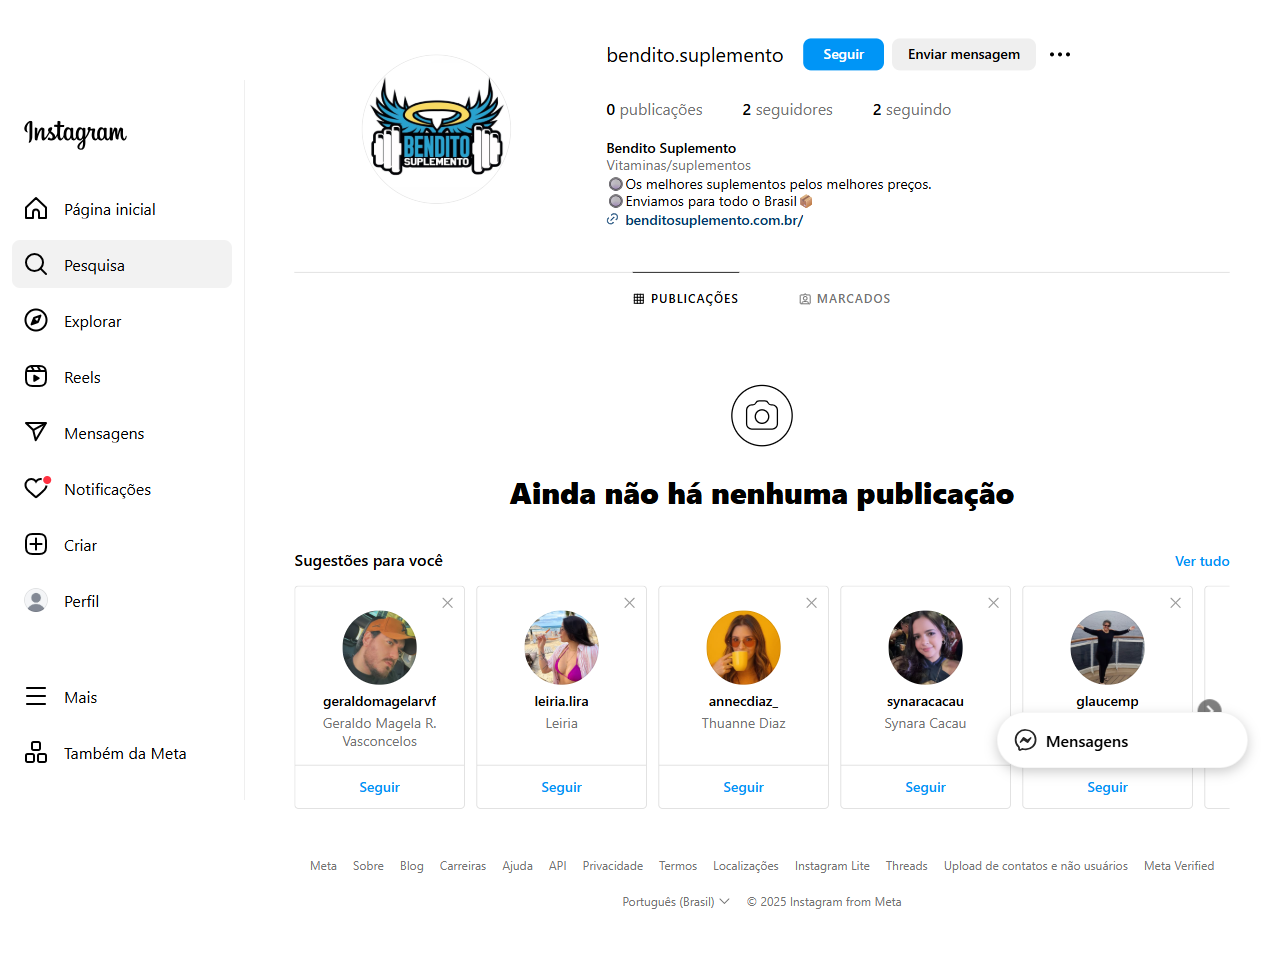 bendito.suplemento
Seguir
Enviar mensagem
0 publicações
2 seguidores
2 seguindo
Bendito Suplemento
Vitaminas/suplementos
Os melhores suplementos pelos melhores preços.
Enviamos para todo o Brasil
benditosuplemento.com.br/
BENDITO
SUPLEMENTO
Instagram
Página inicial
Pesquisa
Explorar
Reels
Mensagens
Notificações
Criar
Perfil
Mais
Também da Meta
PUBLICAÇÕES
MARCADOS
Ainda não há nenhuma publicação
Sugestões para você
Ver tudo
geraldomagelarvf
Geraldo Magela R.
Vasconcelos
Seguir
leiria.lira
Leiria
Seguir
annecdiaz_
Thuanne Diaz
Seguir
synaracacau
Synara Cacau
Seguir
glaucemp
Seguir
Mensagens
Meta Sobre Blog Carreiras Ajuda API Privacidade Termos Localizações Instagram Lite Threads Upload de contatos e não usuários Meta Verified
Português (Brasil) © 2025 Instagram from Meta